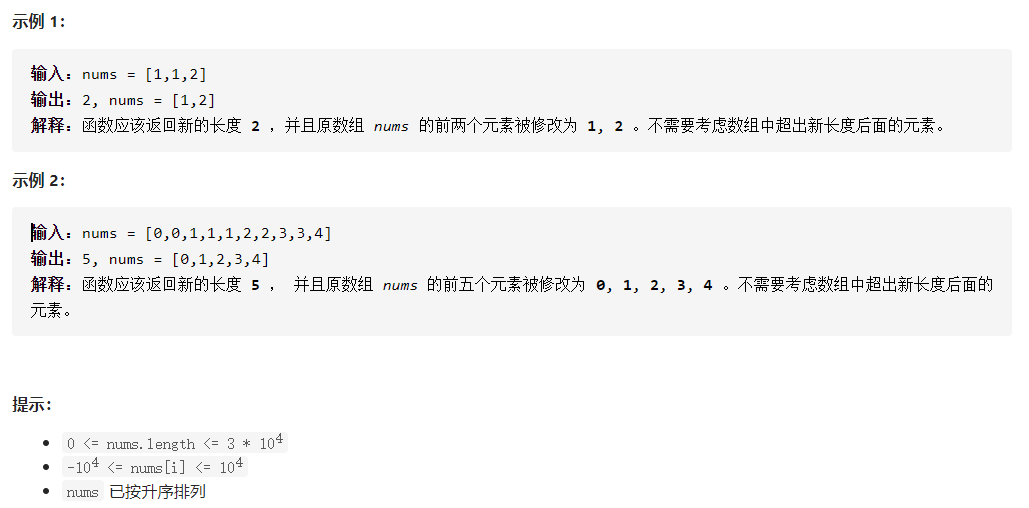 示例 1：
输入：nums = [1,1,2]
输出：2, nums = [1,2]
解释：函数应该返回新的长度 2 ，并且原数组 nums 的前两个元素被修改为 1, 2 。不需要考虑数组中超出新长度后面的元素。
示例 2：
输入：nums = [0,0,1,1,1,2,2,3,3,4]
输出：5, nums = [0,1,2,3,4]
解释：函数应该返回新的长度 5 ， 并且原数组 nums 的前五个元素被修改为 0, 1, 2, 3, 4 。不需要考虑数组中超出新长度后面的
元素。
提示：
• 0 <= nums.length <= 3 * 10⁴
• -10⁴ <= nums[i] <= 10⁴
• nums 已按升序排列